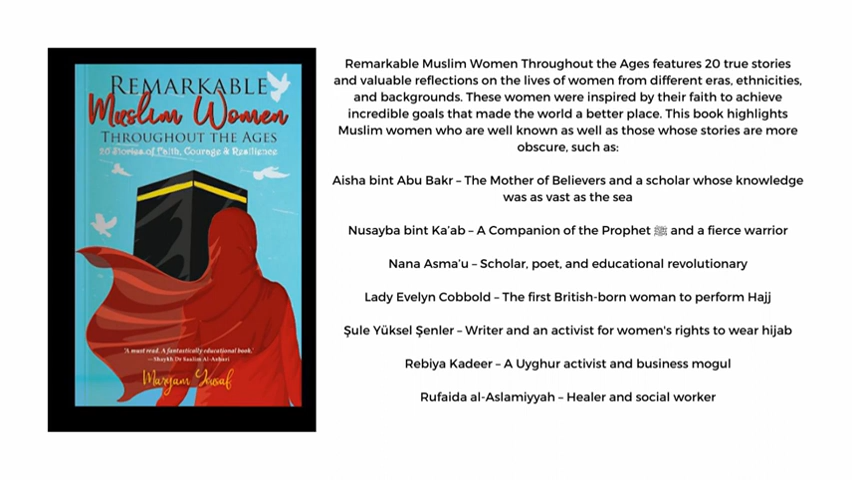 REMARKABLE
Muslim Women
THROUGHOUT THE AGES
20 Stories of Faith, Courage & Resilience
"A must read. A fantastically educational book."
—Shaykh Dr Saalim Al-Azhari
Maryam Yousaf
Remarkable Muslim Women Throughout the Ages features 20 true stories
and valuable reflections on the lives of women from different eras, ethnicities,
and backgrounds. These women were inspired by their faith to achieve
incredible goals that made the world a better place. This book highlights
Muslim women who are well known as well as those whose stories are more
obscure, such as:
Aisha bint Abu Bakr – The Mother of Believers and a scholar whose knowledge
was as vast as the sea
Nusayba bint Ka'ab – A Companion of the Prophet ﷺ and a fierce warrior
Nana Asma'u – Scholar, poet, and educational revolutionary
Lady Evelyn Cobbold – The first British-born woman to perform Hajj
Şule Yüksel Şenler – Writer and an activist for women's rights to wear hijab
Rebiya Kadeer – A Uyghur activist and business mogul
Rufaida al-Aslamiyyah – Healer and social worker